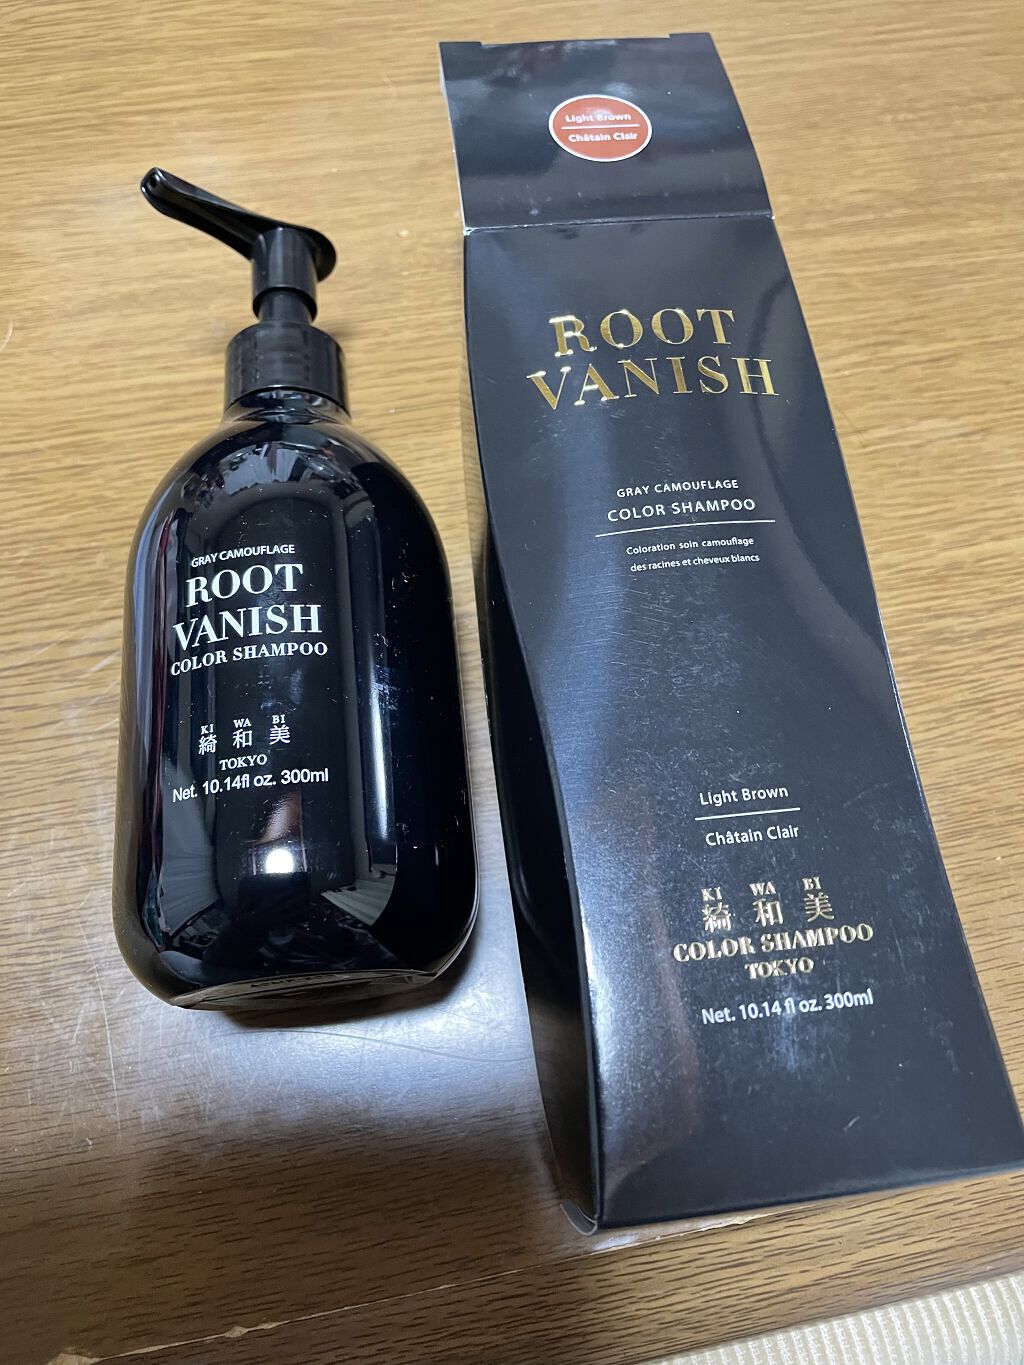 GRAY CAMOUFLAGE
ROOT
VANISH
COLOR SHAMPOO
KI WA BI
綺和美
TOKYO
Net. 10.14fl oz. 300ml
Light Brown
Châtain Clair
ROOT
VANISH
GRAY CAMOUFLAGE
COLOR SHAMPOO
Coloration soin camouflage
des racines et cheveux blancs
Light Brown
Châtain Clair
KI WA BI
綺和美
COLOR SHAMPOO
TOKYO
Net. 10.14 fl oz. 300ml